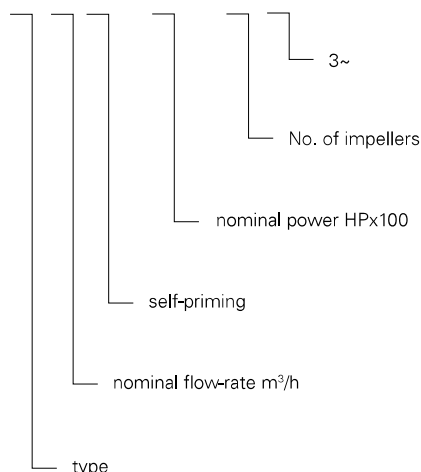 3~
No. of impellers
nominal power HPx100
self-priming
nominal flow-rate m³/h
type